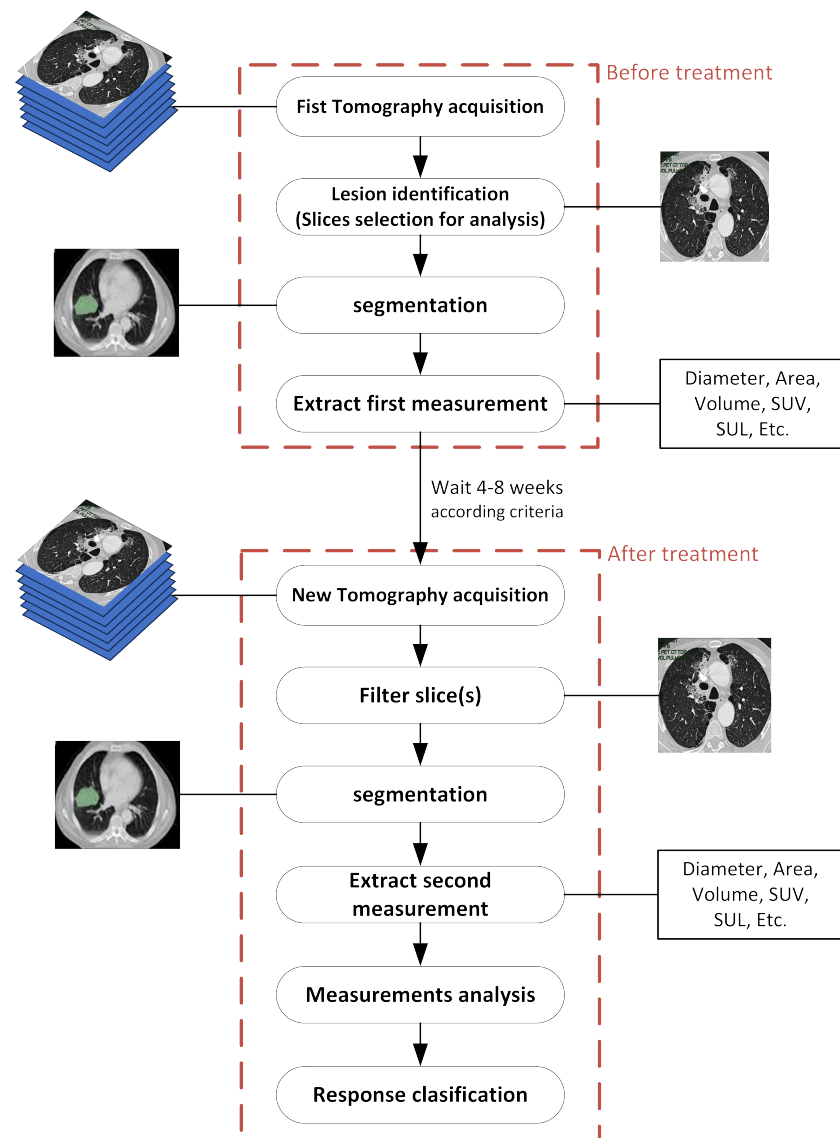 Before treatment
Fist Tomography acquisition
Lesion identification
(Slices selection for analysis)
segmentation
Extract first measurement
Diameter, Area,
Volume, SUV,
SUL, Etc.
Wait 4-8 weeks
according criteria
After treatment
New Tomography acquisition
Filter slice(s)
segmentation
Extract second
measurement
Diameter, Area,
Volume, SUV,
SUL, Etc.
Measurements analysis
Response clasification